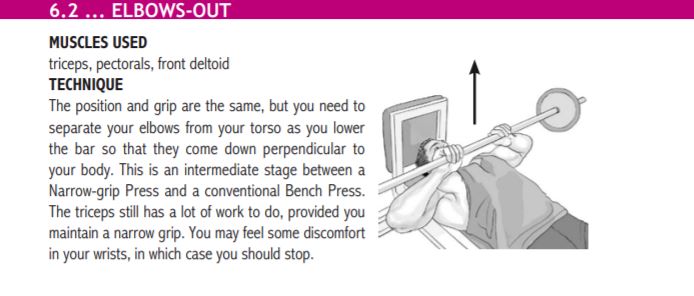 6.2 ... ELBOWS-OUT
MUSCLES USED
triceps, pectorals, front deltoid
TECHNIQUE
The position and grip are the same, but you need to
separate your elbows from your torso as you lower
the bar so that they come down perpendicular to
your body. This is an intermediate stage between a
Narrow-grip Press and a conventional Bench Press.
The triceps still has a lot of work to do, provided you
maintain a narrow grip. You may feel some discomfort
in your wrists, in which case you should stop.